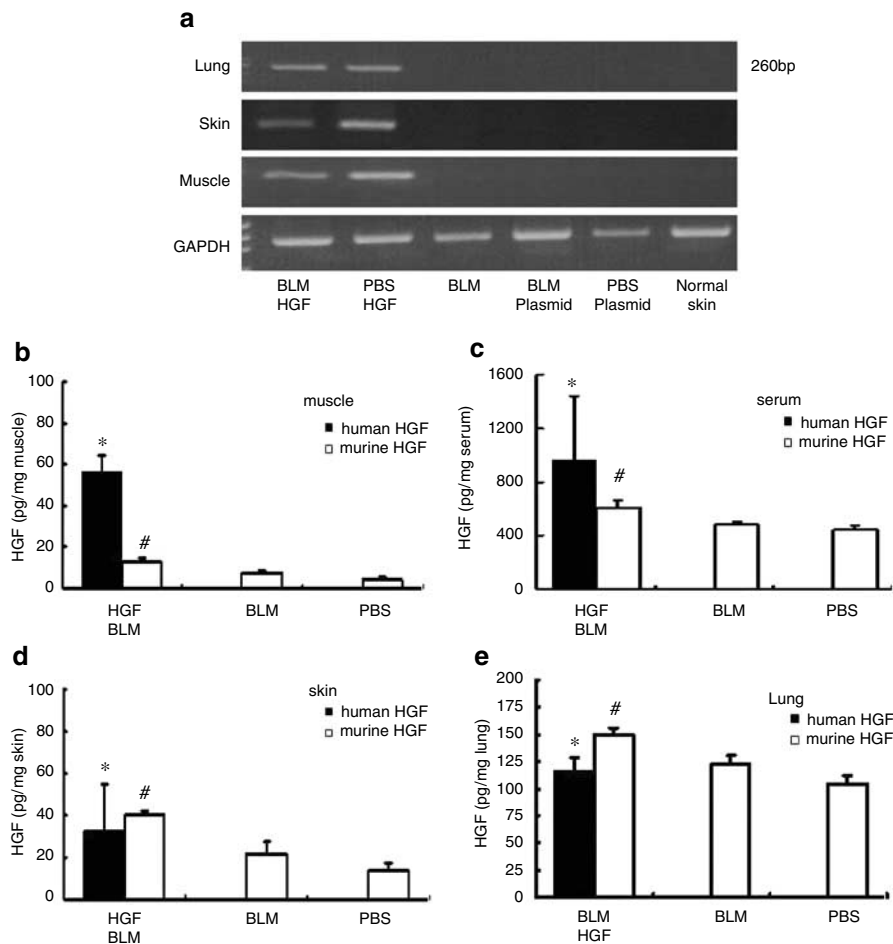 a
Lung
260bp
Skin
Muscle
GAPDH
BLM HGF
PBS HGF
BLM
BLM Plasmid
PBS Plasmid
Normal skin
b
muscle
human HGF
murine HGF
HGF (pg/mg muscle)
100
80
60
40
20
0
*
#
HGF BLM
BLM
PBS
c
serum
human HGF
murine HGF
HGF (pg/mg serum)
1600
1200
800
400
0
*
#
HGF BLM
BLM
PBS
d
skin
human HGF
murine HGF
HGF (pg/mg skin)
100
80
60
40
20
0
*
#
HGF BLM
BLM
PBS
e
Lung
human HGF
murine HGF
HGF (pg/mg lung)
200
175
150
125
100
75
50
25
0
*
#
BLM HGF
BLM
PBS